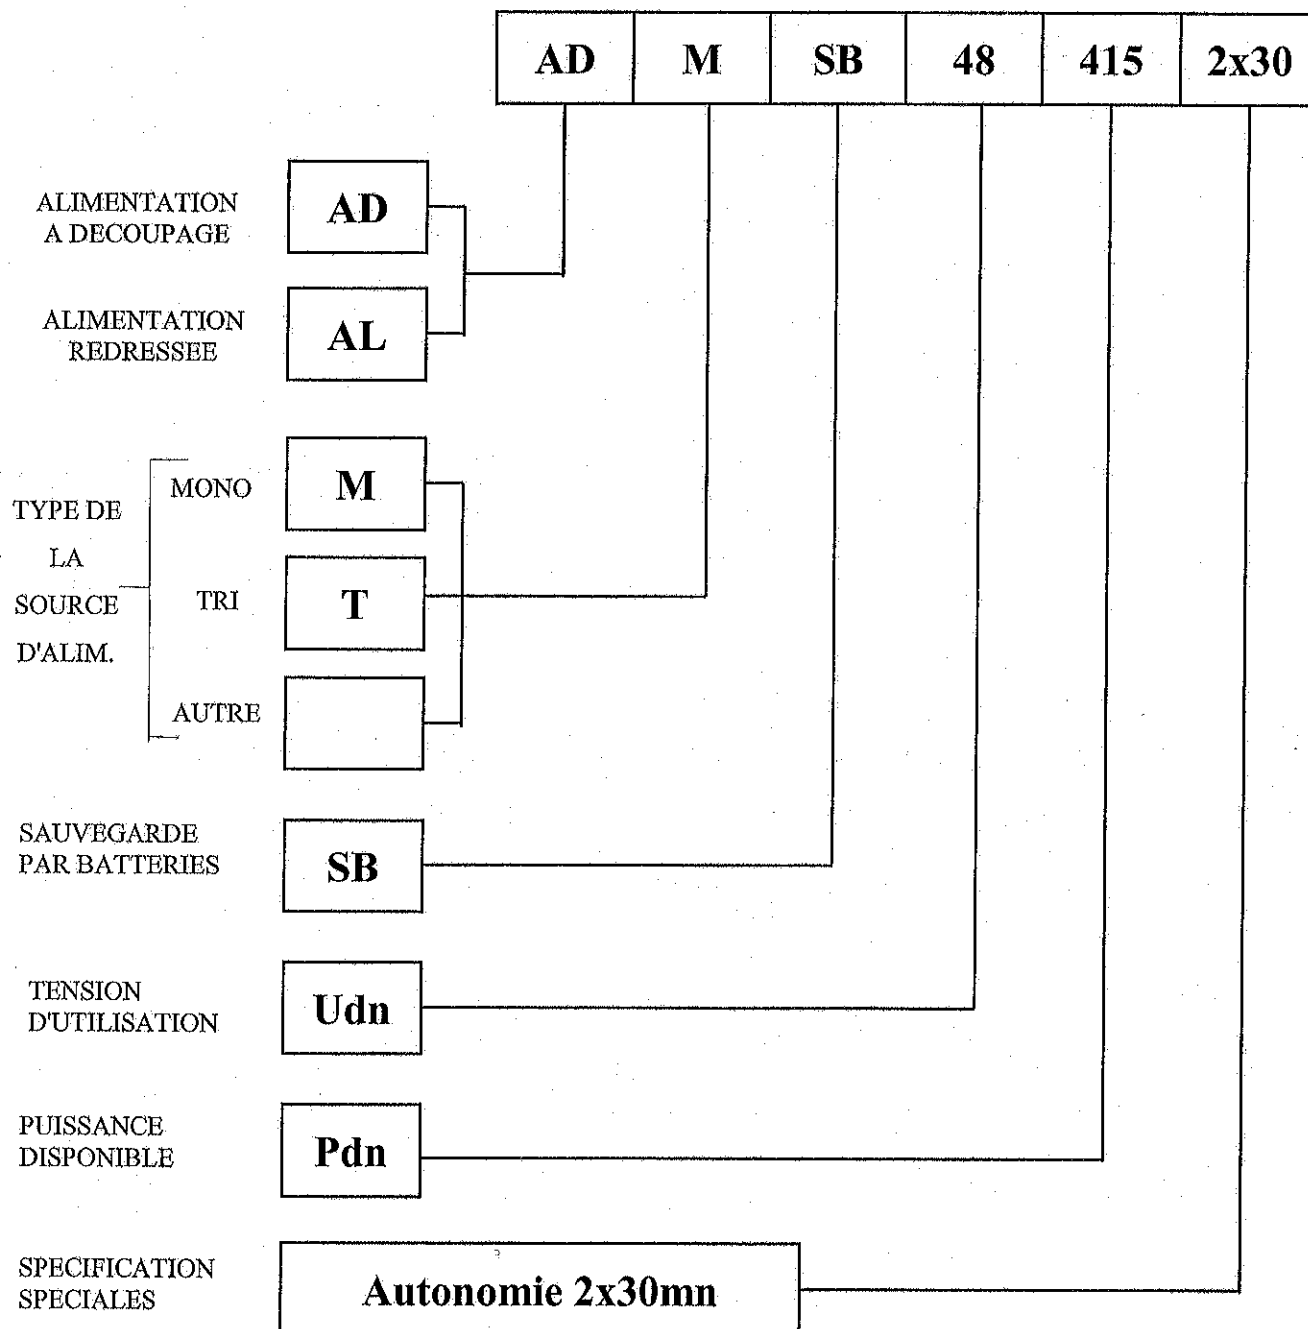 AD M SB 48 415 2x30
ALIMENTATION
A DECOUPAGE
AD
ALIMENTATION
REDRESSEE
AL
TYPE DE
LA
SOURCE
D'ALIM.
MONO
M
TRI
T
AUTRE
SAUVEGARDE
PAR BATTERIES
SB
TENSION
D'UTILISATION
Udn
PUISSANCE
DISPONIBLE
Pdn
SPECIFICATION
SPECIALES
Autonomie 2x30mn